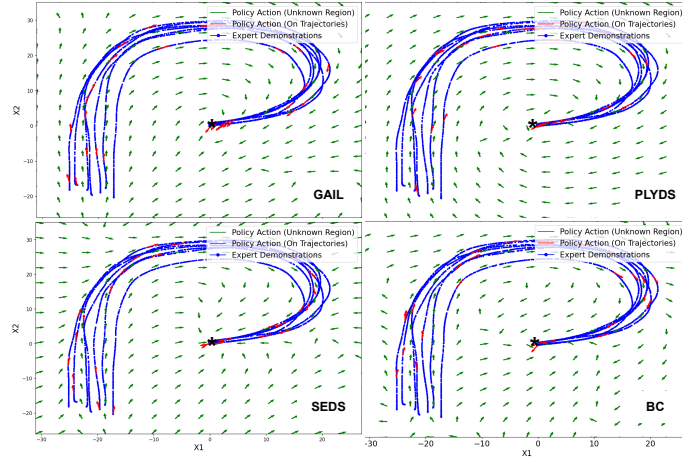 Policy Action (Unknown Region)
Policy Action (On Trajectories)
Expert Demonstrations
X2
30
20
10
0
−10
−20
*
GAIL
Policy Action (Unknown Region)
Policy Action (On Trajectories)
Expert Demonstrations
*
PLYDS
Policy Action (Unknown Region)
Policy Action (On Trajectories)
Expert Demonstrations
X2
30
20
10
0
−10
−20
*
SEDS
−30
−20
−10
0
10
20
X1
Policy Action (Unknown Region)
Policy Action (On Trajectories)
Expert Demonstrations
*
BC
−30
−20
−10
0
10
20
X1